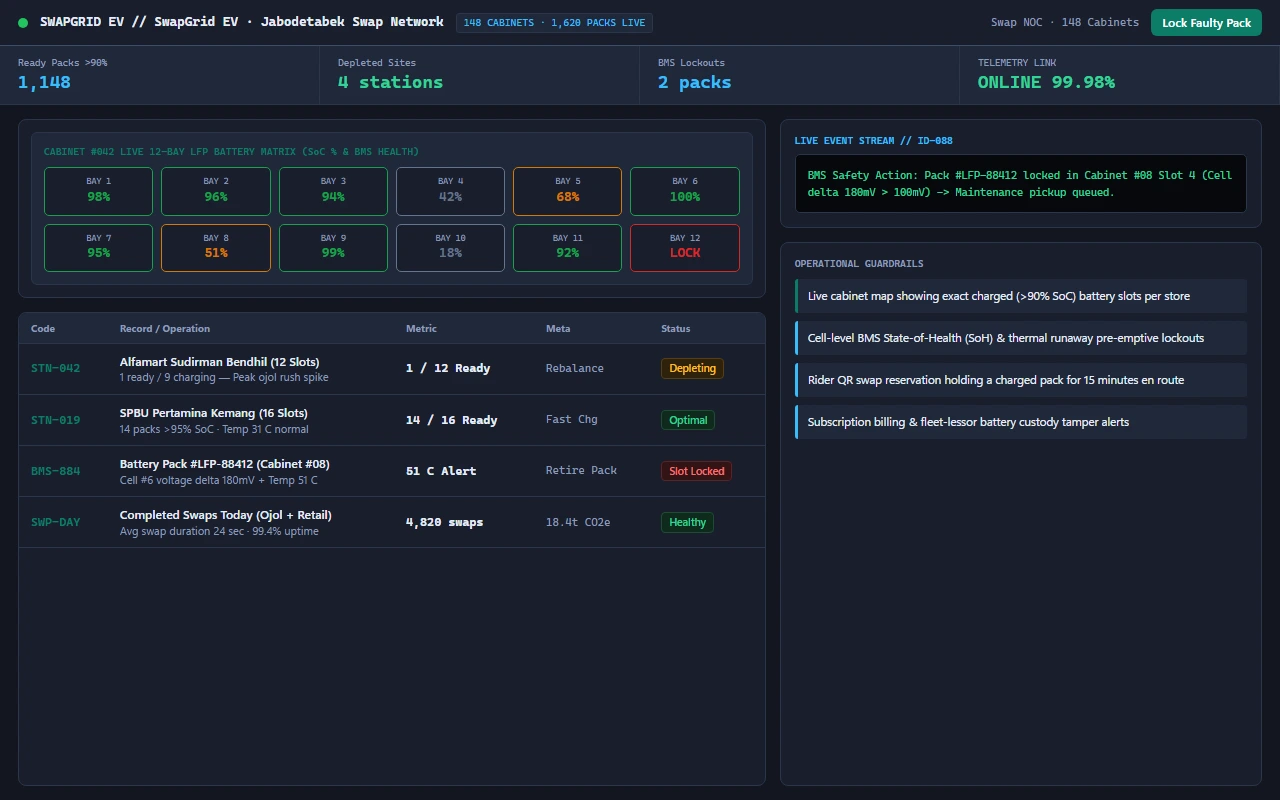 SWAPGRID EV // SwapGrid EV · Jabodetabek Swap Network
148 CABINETS · 1,620 PACKS LIVE
Swap NOC · 148 Cabinets
Lock Faulty Pack
Ready Packs >90%
1,148
Depleted Sites
4 stations
BMS Lockouts
2 packs
TELEMETRY LINK
ONLINE 99.98%
CABINET #042 LIVE 12-BAY LFP BATTERY MATRIX (SoC % & BMS HEALTH)
BAY 1
98%
BAY 2
96%
BAY 3
94%
BAY 4
42%
BAY 5
68%
BAY 6
100%
BAY 7
95%
BAY 8
51%
BAY 9
99%
BAY 10
18%
BAY 11
92%
BAY 12
LOCK
Code Record / Operation Metric Meta Status
STN-042 Alfamart Sudirman Bendhil (12 Slots) 1 / 12 Ready Rebalance Depleting
1 ready / 9 charging — Peak ojol rush spike
STN-019 SPBU Pertamina Kemang (16 Slots) 14 / 16 Ready Fast Chg Optimal
14 packs >95% SoC · Temp 31 C normal
BMS-884 Battery Pack #LFP-88412 (Cabinet #08) 51 C Alert Retire Pack Slot Locked
Cell #6 voltage delta 180mV + Temp 51 C
SWP-DAY Completed Swaps Today (Ojol + Retail) 4,820 swaps 18.4t CO2e Healthy
Avg swap duration 24 sec · 99.4% uptime
LIVE EVENT STREAM // ID-088
BMS Safety Action: Pack #LFP-88412 locked in Cabinet #08 Slot 4 (Cell
delta 180mV > 100mV) -> Maintenance pickup queued.
OPERATIONAL GUARDRAILS
Live cabinet map showing exact charged (>90% SoC) battery slots per store
Cell-level BMS State-of-Health (SoH) & thermal runaway pre-emptive lockouts
Rider QR swap reservation holding a charged pack for 15 minutes en route
Subscription billing & fleet-lessor battery custody tamper alerts